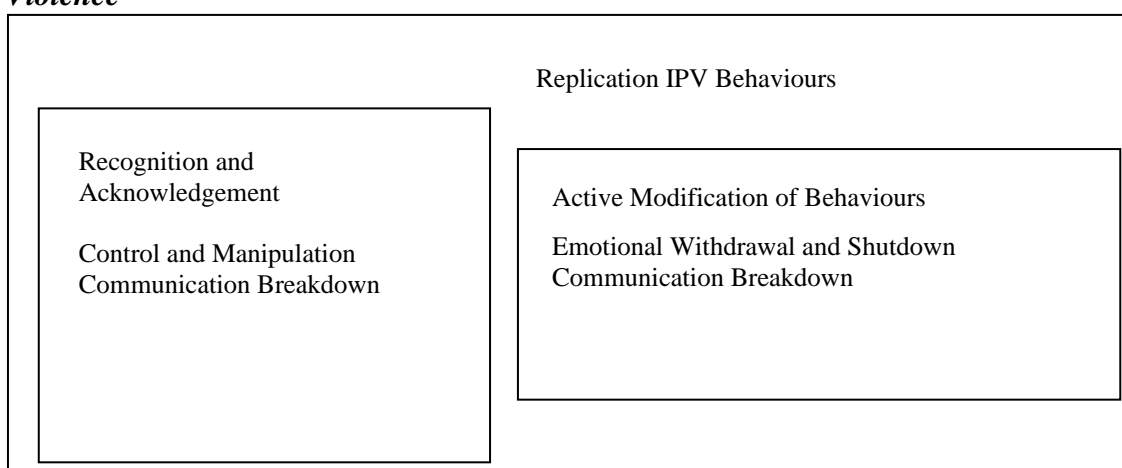 Violence
Replication IPV Behaviours
Recognition and
Acknowledgement
Control and Manipulation
Communication Breakdown
Active Modification of Behaviours
Emotional Withdrawal and Shutdown
Communication Breakdown